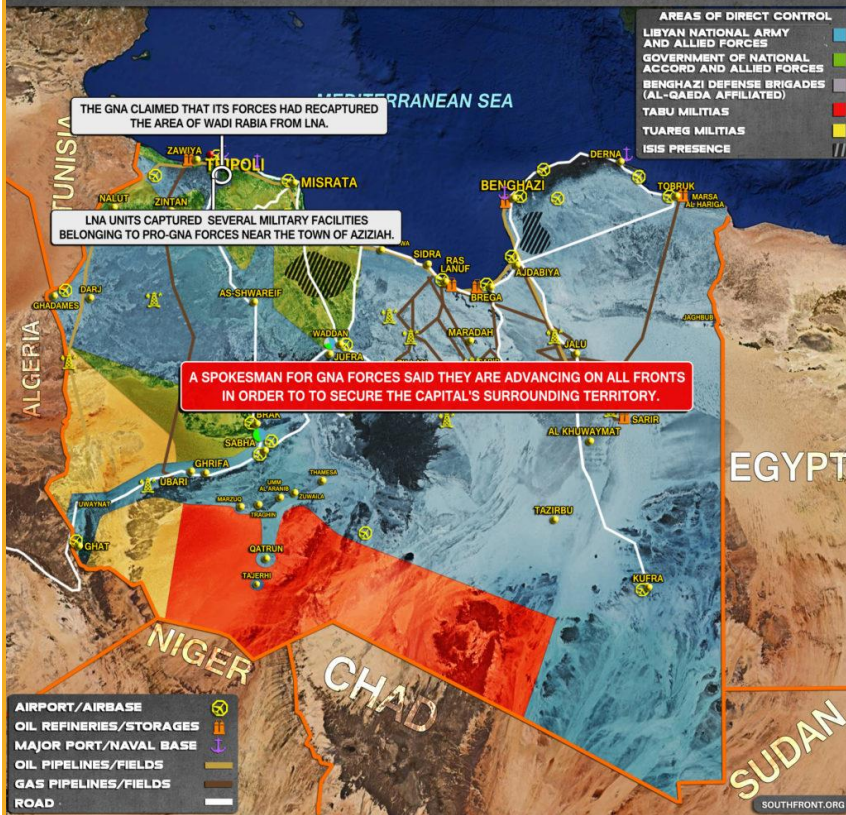 AREAS OF DIRECT CONTROL
LIBYAN NATIONAL ARMY
AND ALLIED FORCES
GOVERNMENT OF NATIONAL
ACCORD AND ALLIED FORCES
BENGHAZI DEFENSE BRIGADES
(AL-QAEDA AFFILIATED)
TABU MILITIAS
TUAREG MILITIAS
ISIS PRESENCE
MEDITERRANEAN SEA
THE GNA CLAIMED THAT ITS FORCES HAD RECAPTURED
THE AREA OF WADI RABIA FROM LNA.
TUNISIA
ZAWIYA
TRIPOLI
MISRATA
DERNA
BENGHAZI
TOBRUK
MARSA
AL HARIGA
NALUT
ZINTAN
LNA UNITS CAPTURED SEVERAL MILITARY FACILITIES
BELONGING TO PRO-GNA FORCES NEAR THE TOWN OF AZIZIAH.
SIDRA
RAS
LANUF
AJDABIYA
BREGA
GHADAMES
DARJ
AS-SHWAREIF
JAGHBUB
WADDAN
JUFRA
MARADAH
JALU
ALGERIA
A SPOKESMAN FOR GNA FORCES SAID THEY ARE ADVANCING ON ALL FRONTS
IN ORDER TO TO SECURE THE CAPITAL'S SURROUNDING TERRITORY.
BRAK
SARIR
SABHA
AL KHUWAYMAT
GHRIFA
UBARI
EGYPT
THAMESA
UMM
AL ARANIB
ZUWAILA
MARZUQ
TRAGHIN
UWAYNAT
TAZIRBU
GHAT
QATRUN
TAJERHI
KUFRA
NIGER
CHAD
SUDAN
AIRPORT/AIRBASE
OIL REFINERIES/STORAGES
MAJOR PORT/NAVAL BASE
OIL PIPELINES/FIELDS
GAS PIPELINES/FIELDS
ROAD
SOUTHFRONT.ORG